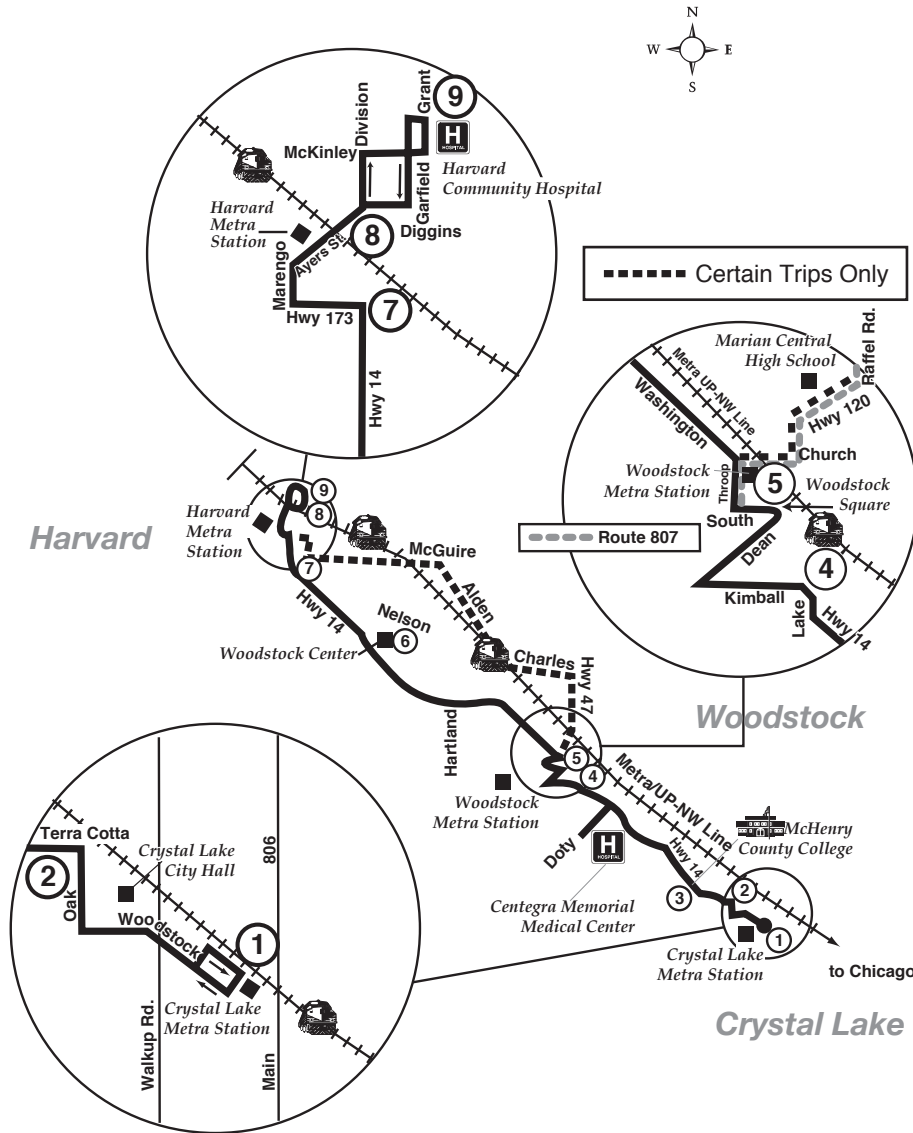 N
W E
S
9
Grant
Division
H
HOSPITAL
McKinley
Harvard
Community Hospital
Garfield
Harvard
Metra
Station
8
Diggins
Ayers St.
Marengo
7
Hwy 173
Hwy 14
Certain Trips Only
Marian Central
High School
Raffel Rd.
Metra UP-NW Line
Washington
Hwy 120
Church
Woodstock
Metra Station
Throop
5
Woodstock
Square
South
Route 807
Dean
4
Kimball
Lake
Hwy 14
Harvard
Harvard
Metra
Station
9
8
7
McGuire
Alden
Hwy 14
Nelson
6
Woodstock Center
Charles
Hwy 47
Woodstock
Hartland
5
4
Woodstock
Metra Station
Metra/UP-NW Line
Doty
H
HOSPITAL
Hwy 14
McHenry
County College
Centegra Memorial
Medical Center
3
2
1
Crystal Lake
Metra Station
to Chicago
Crystal Lake
Terra Cotta
2
Crystal Lake
City Hall
806
Oak
Woodstock
1
Crystal Lake
Metra Station
Walkup Rd.
Main